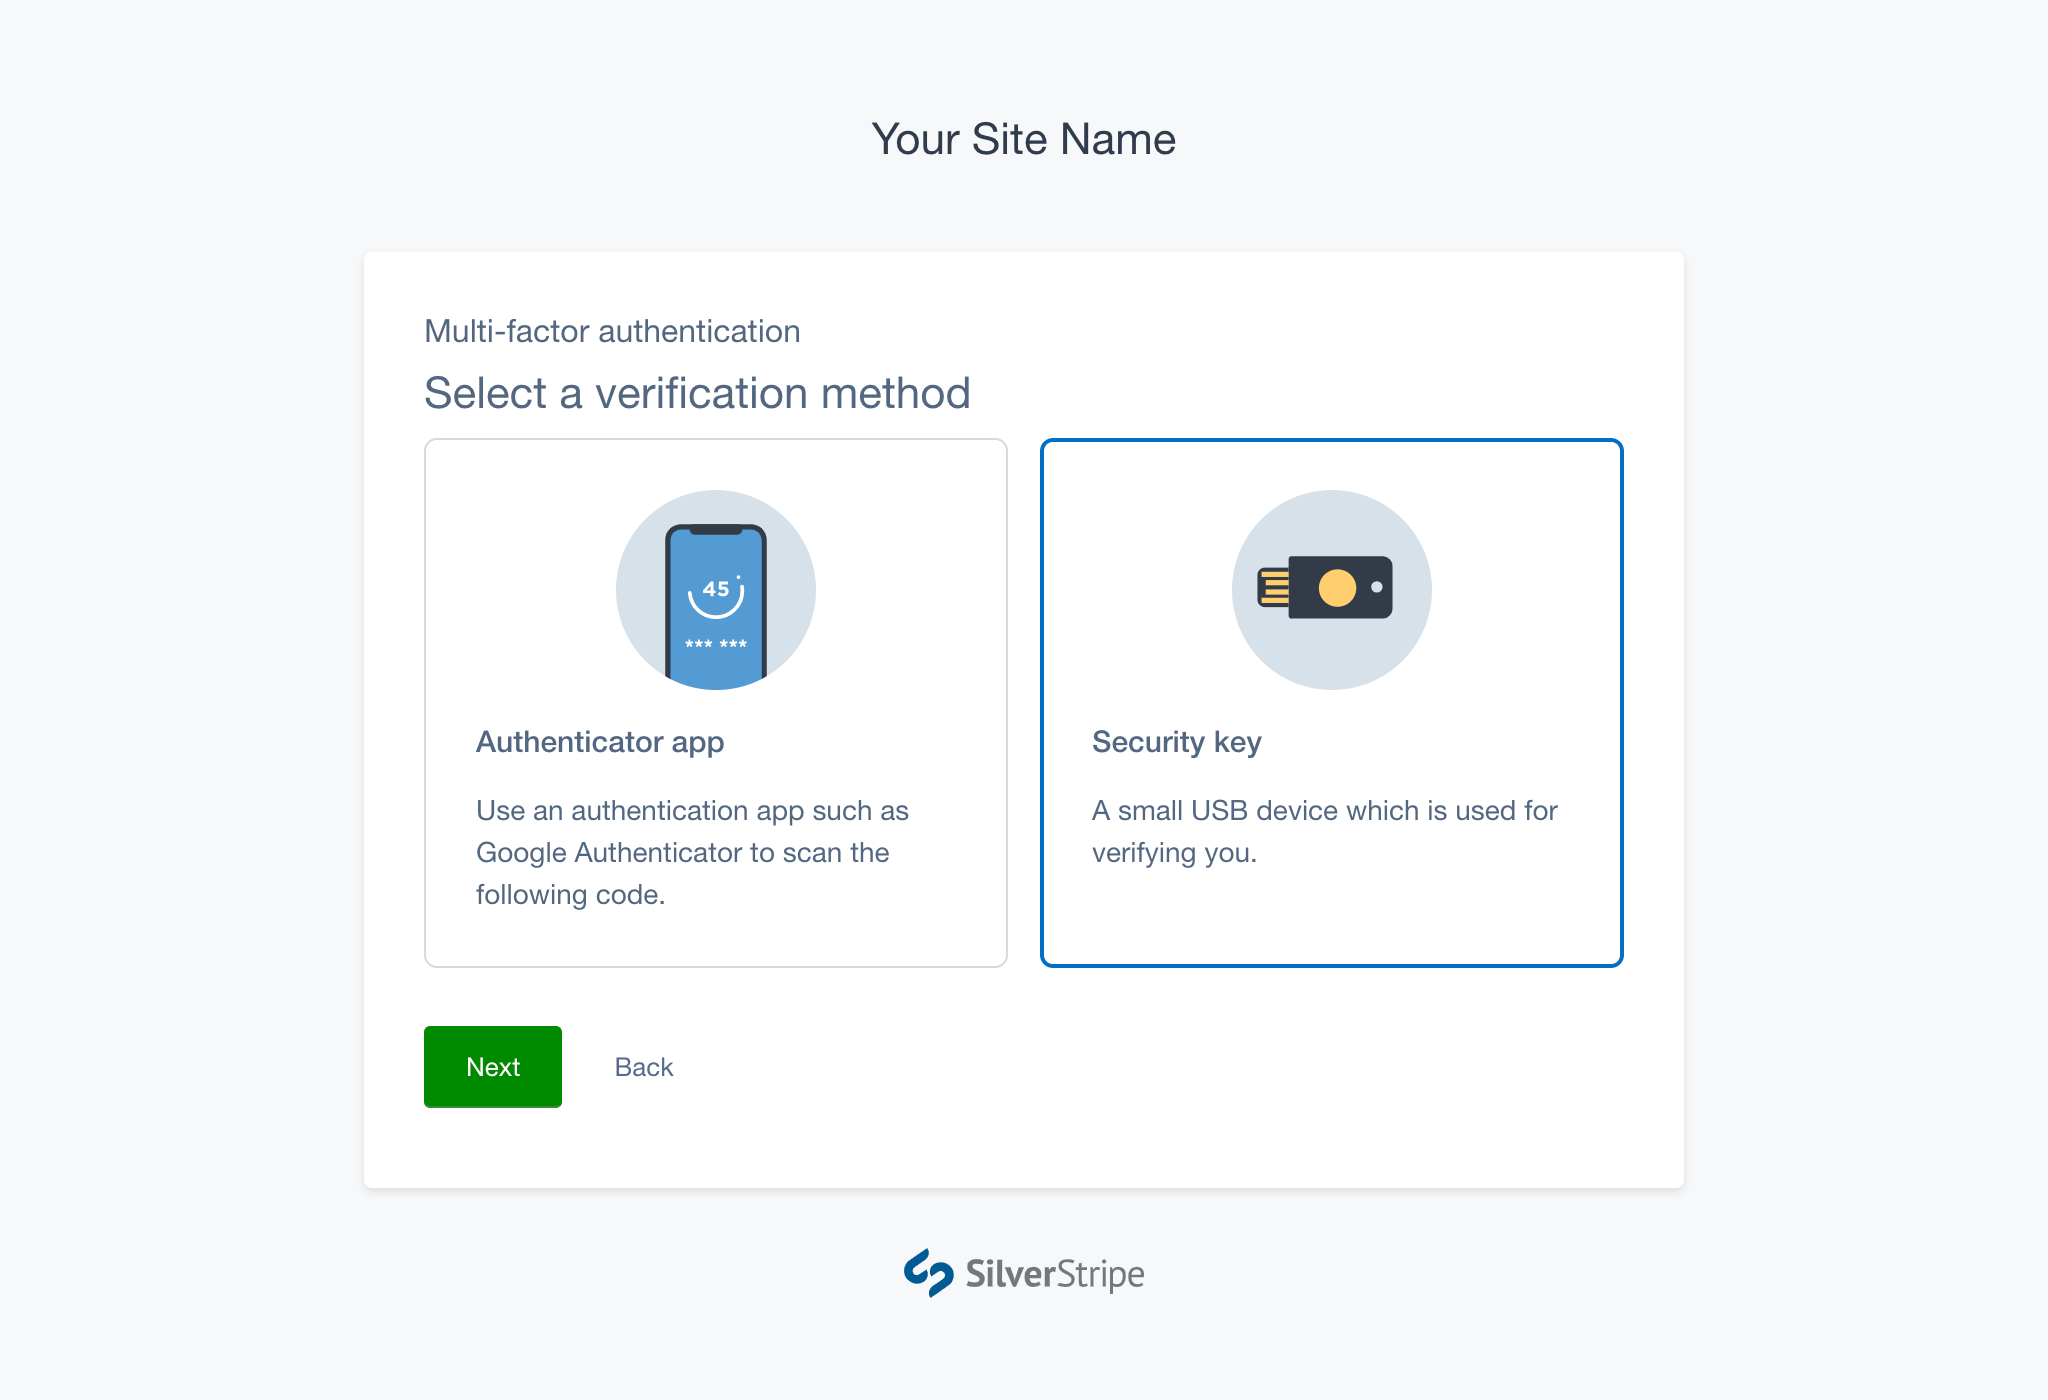 Your Site Name
Multi-factor authentication
Select a verification method
45
*** ***
Authenticator app
Use an authentication app such as
Google Authenticator to scan the
following code.
Security key
A small USB device which is used for
verifying you.
Next
Back
SilverStripe